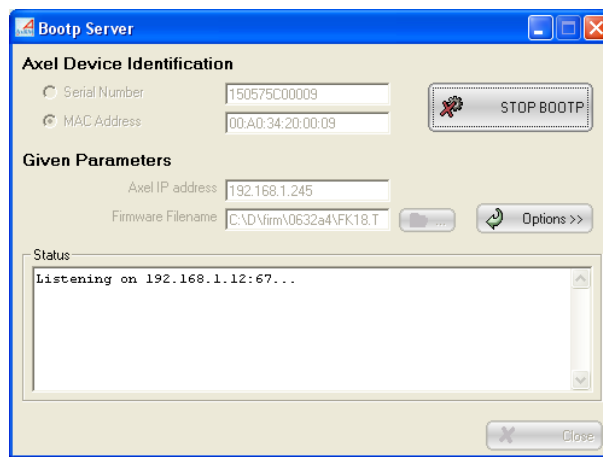 Bootp Server
Axel Device Identification
Serial Number
150575C00009
MAC Address
00:A0:34:20:00:09
STOP BOOTP
Given Parameters
Axel IP address
192.168.1.245
Firmware Filename
C:\D\firm\0632a4\FK18.T
...
Options >>
Status
Listening on 192.168.1.12:67...
Close